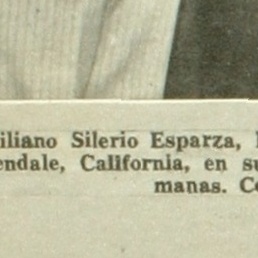 iliano Silerio Esparza,
endale, California, en su
manas. Co